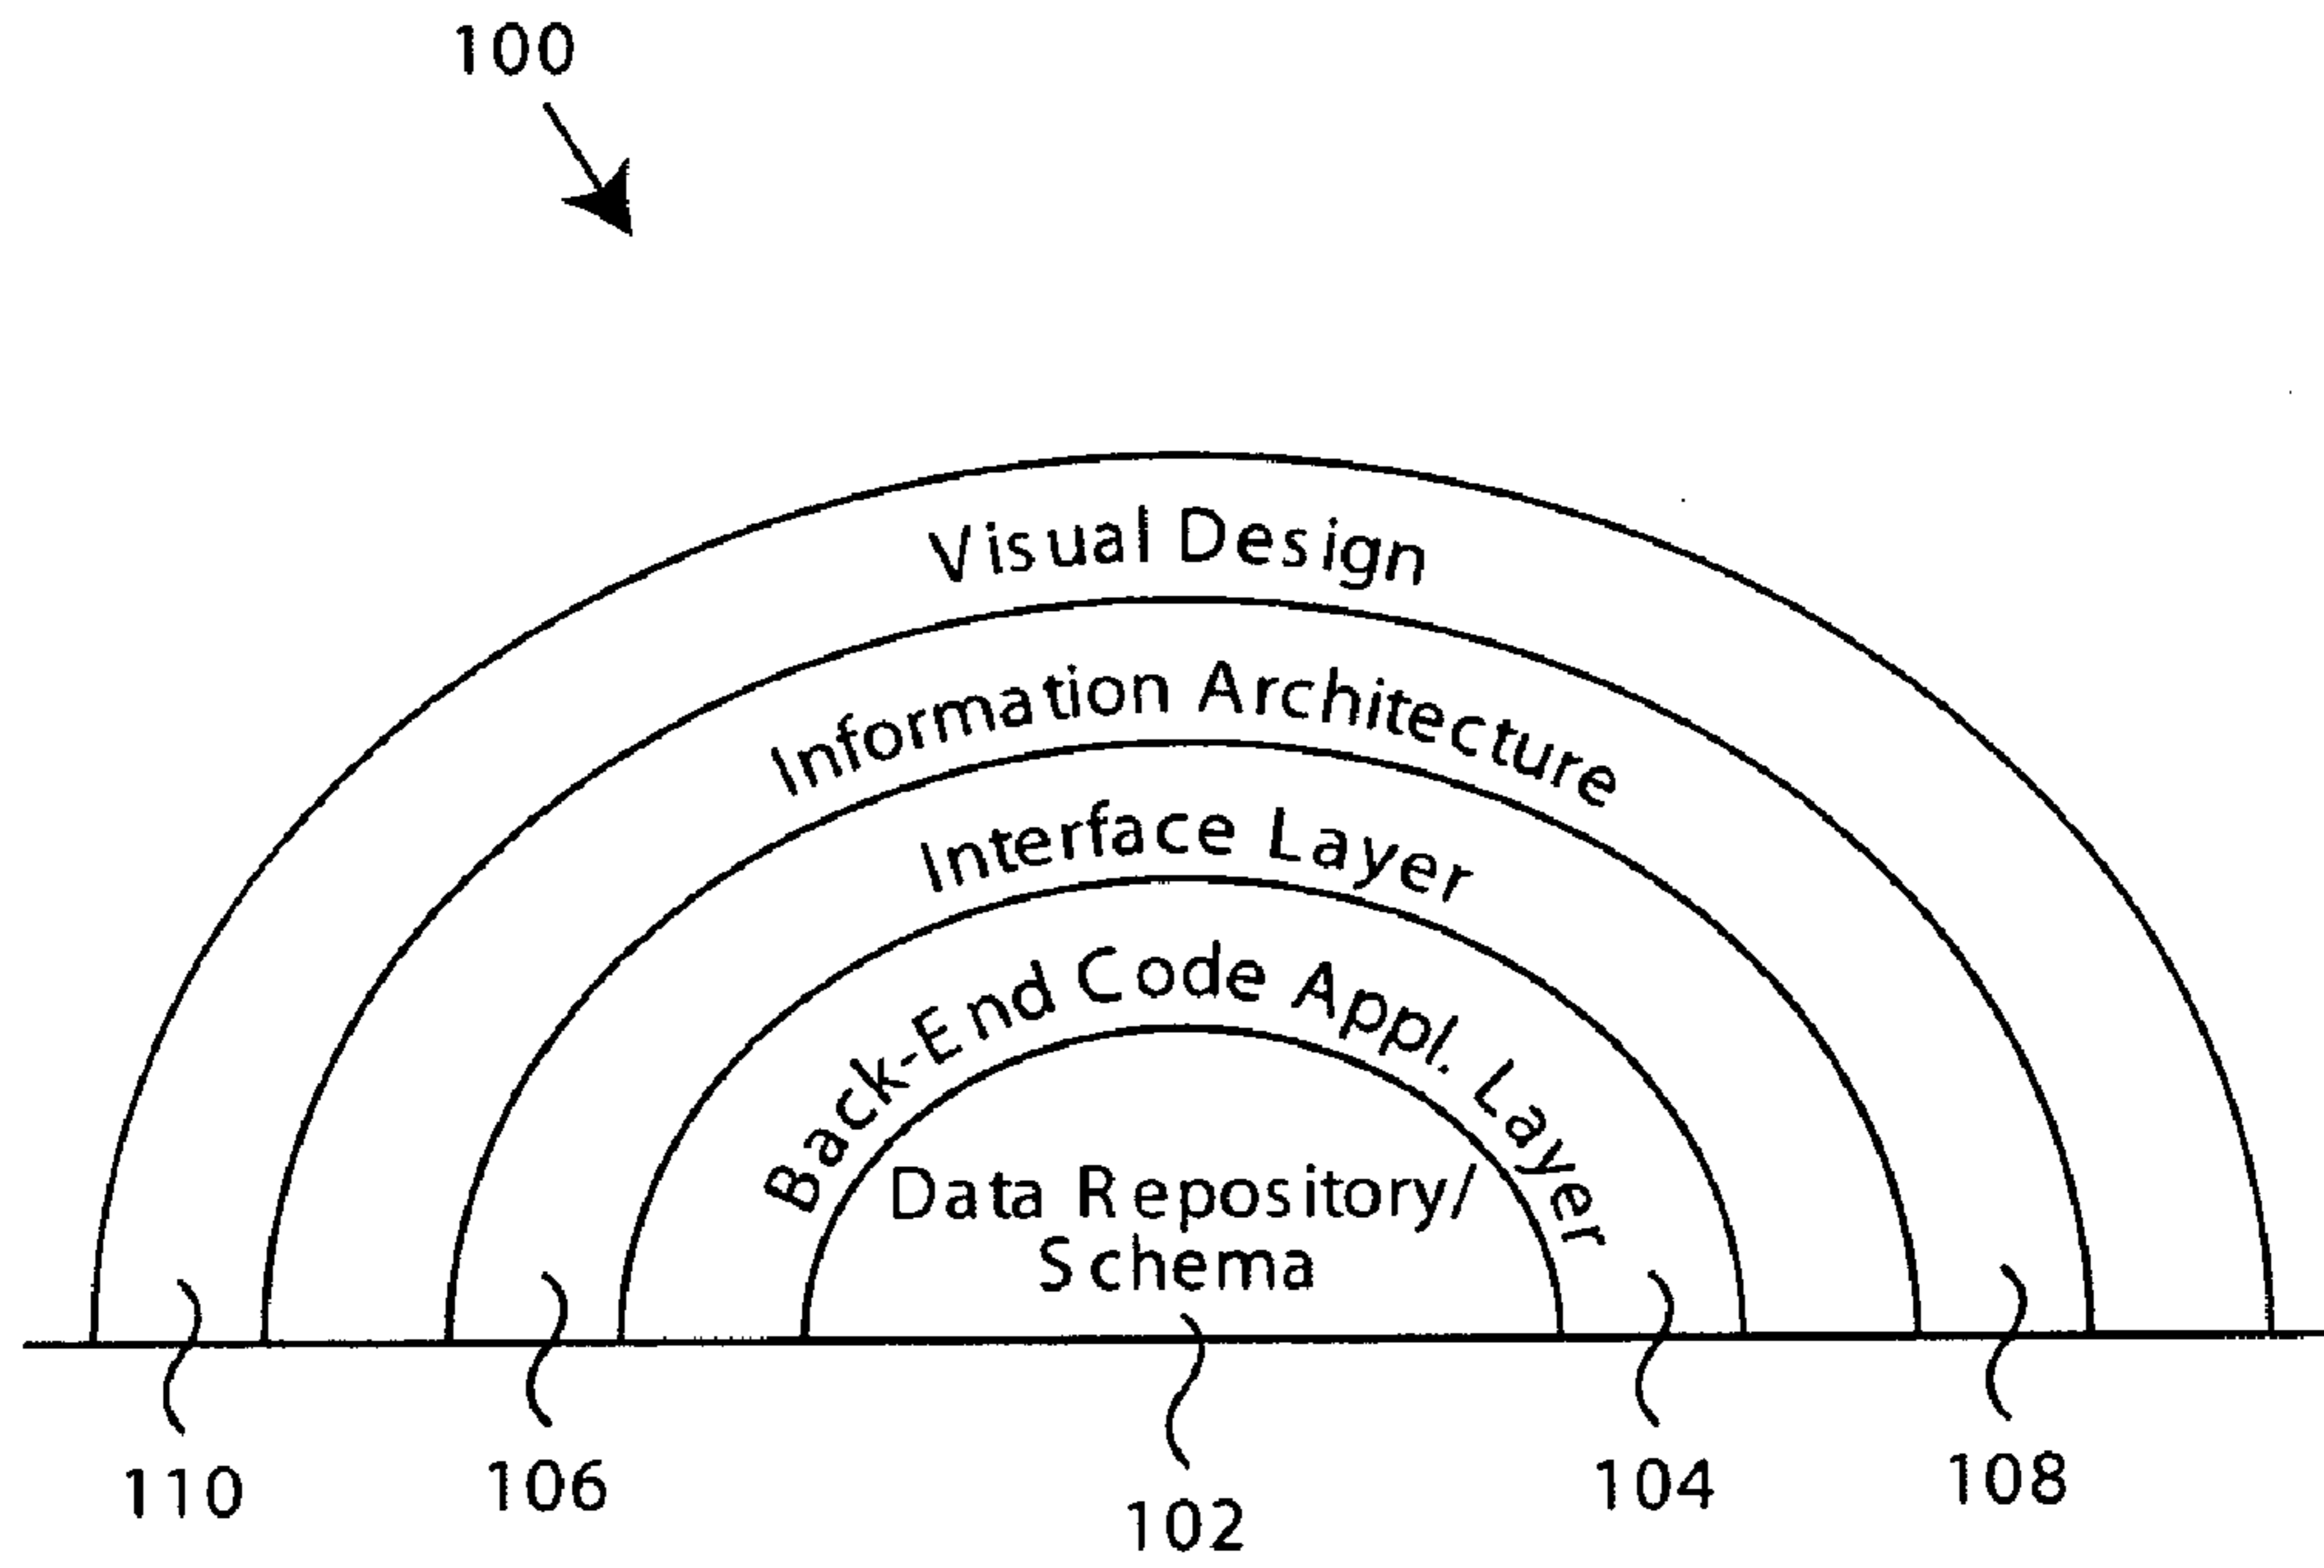 100
Visual Design
Information Architecture
Interface Layer
Back-End Code Appl. Layer
Data Repository/
Schema
110
106
102
104
108